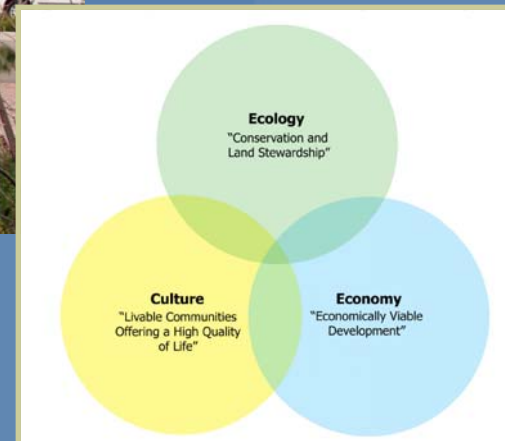 Ecology
"Conservation and
Land Stewardship"
Culture
"Livable Communities
Offering a High Quality
of Life"
Economy
"Economically Viable
Development"